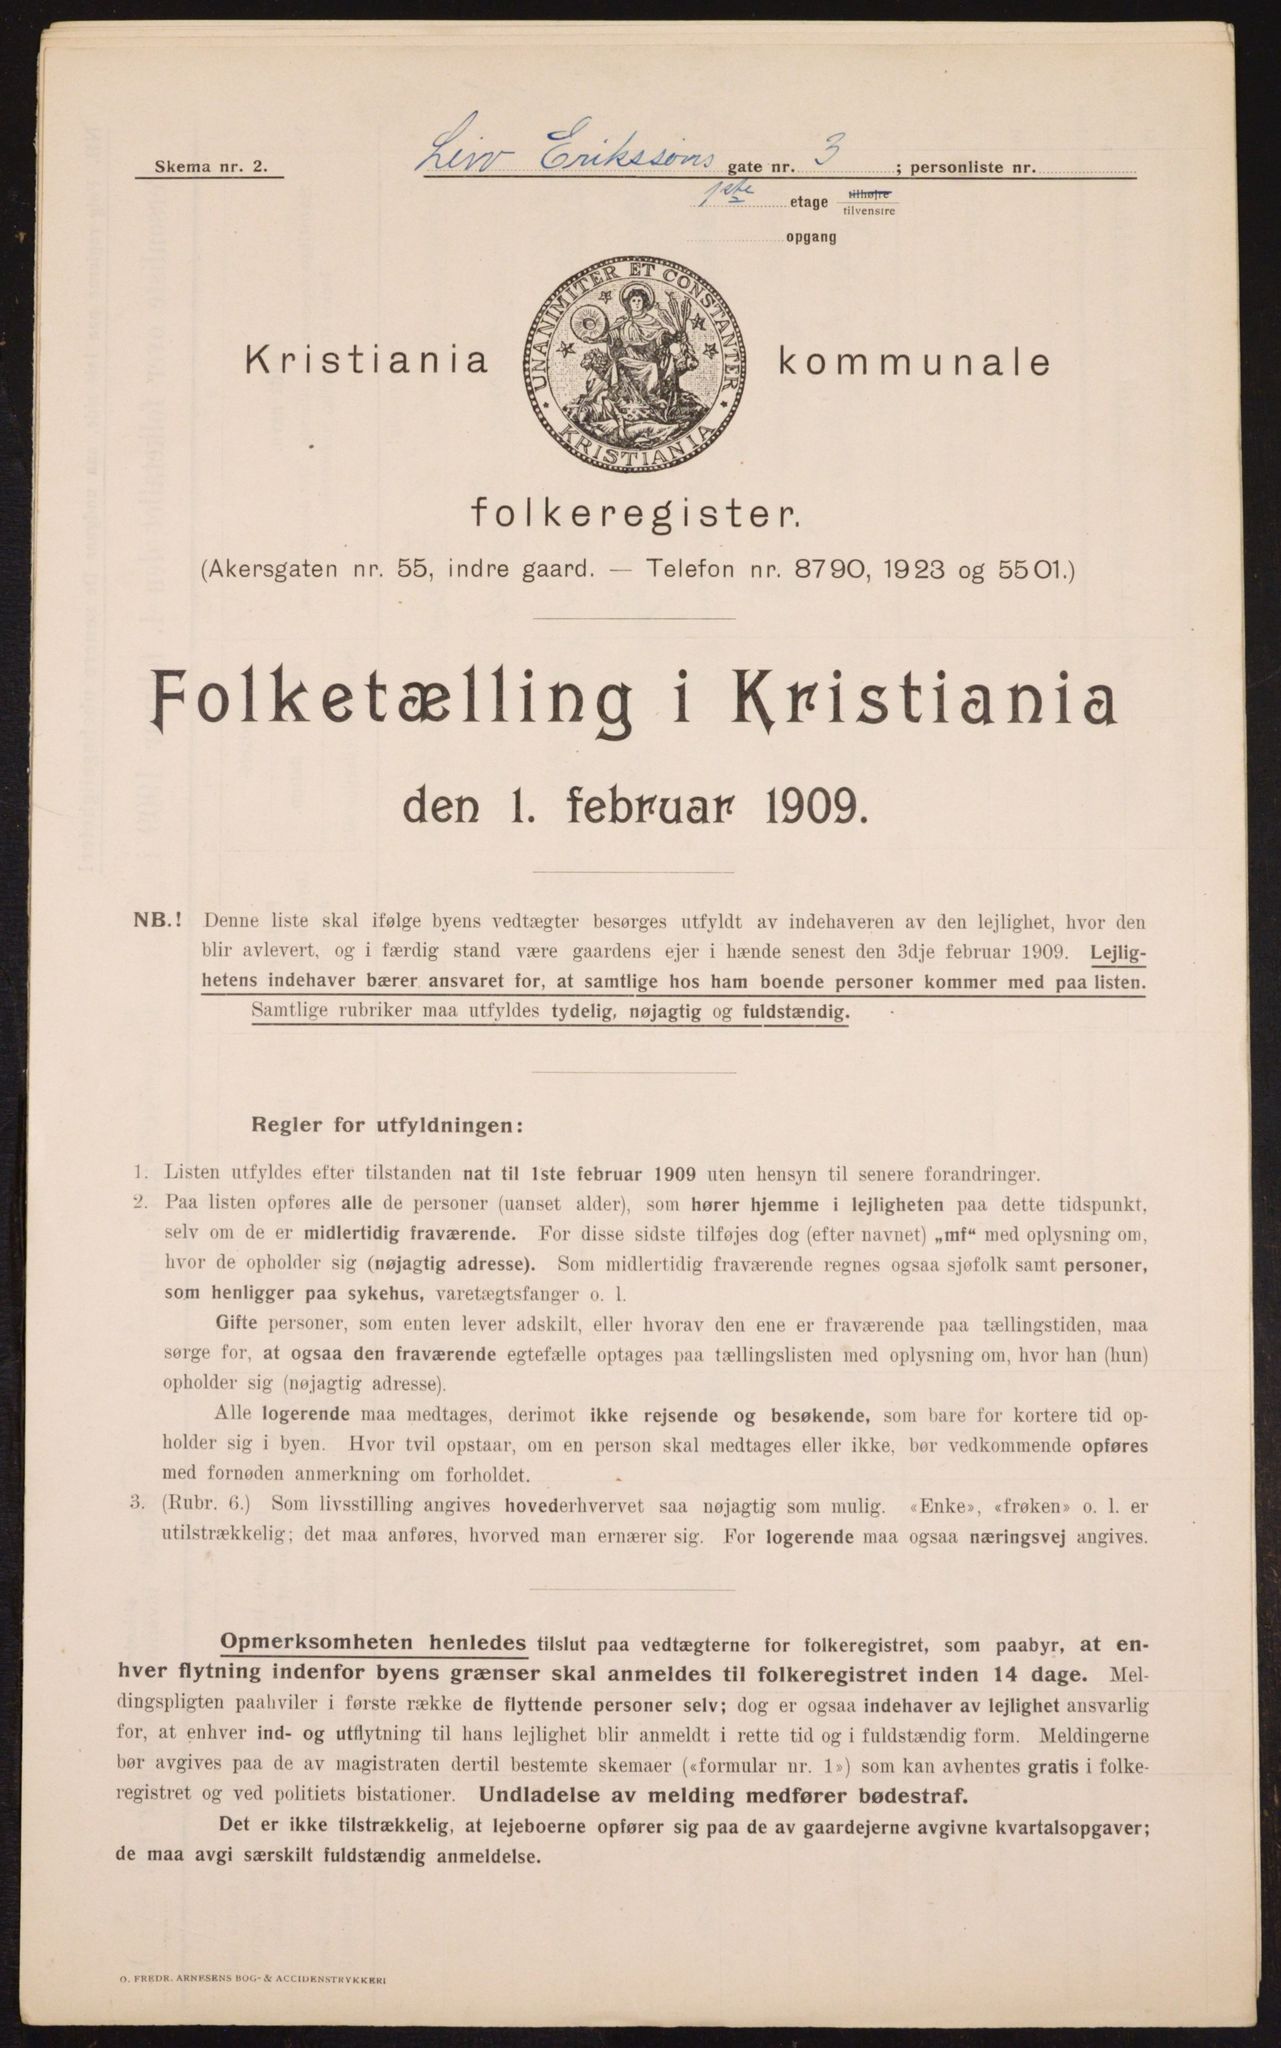 Skema nr. 2.
Leiv Erikssons gate nr. 3 ; personliste nr.
1ste etage tilhøjre
tilvenstre
opgang
UNANIMITER ET CONSTANTER
KRISTIANIA
Kristiania kommunale
folkeregister.
(Akersgaten nr. 55, indre gaard. — Telefon nr. 8790, 1923 og 5501.)
Folketælling i Kristiania
den 1. februar 1909.
NB.! Denne liste skal ifølge byens vedtægter besørges utfyldt av indehaveren av den lejlighet, hvor den
blir avlevert, og i færdig stand være gaardens ejer i hænde senest den 3dje februar 1909. Lejlig-
hetens indehaver bærer ansvaret for, at samtlige hos ham boende personer kommer med paa listen.
Samtlige rubriker maa utfyldes tydelig, nøjagtig og fuldstændig.
Regler for utfyldningen:
1. Listen utfyldes efter tilstanden nat til 1ste februar 1909 uten hensyn til senere forandringer.
2. Paa listen opføres alle de personer (uanset alder), som hører hjemme i lejligheten paa dette tidspunkt,
selv om de er midlertidig fraværende. For disse sidste tilføjes dog (efter navnet) „mf“ med oplysning om,
hvor de opholder sig (nøjagtig adresse). Som midlertidig fraværende regnes ogsaa sjøfolk samt personer,
som henligger paa sykehus, varetægtsfanger o. l.
Gifte personer, som enten lever adskilt, eller hvorav den ene er fraværende paa tællingstiden, maa
sørge for, at ogsaa den fraværende egtefælle optages paa tællingslisten med oplysning om, hvor han (hun)
opholder sig (nøjagtig adresse).
Alle logerende maa medtages, derimot ikke rejsende og besøkende, som bare for kortere tid op-
holder sig i byen. Hvor tvil opstaar, om en person skal medtages eller ikke, bør vedkommende opføres
med fornøden anmerkning om forholdet.
3. (Rubr. 6.) Som livsstilling angives hovederhvervet saa nøjagtig som mulig. «Enke», «frøken» o. l. er
utilstrækkelig; det maa anføres, hvorved man ernærer sig. For logerende maa ogsaa næringsvej angives.
Opmerksomheten henledes tilslut paa vedtægterne for folkeregistret, som paabyr, at en-
hver flytning indenfor byens grænser skal anmeldes til folkeregistret inden 14 dage. Mel-
dingspligten paahviler i første række de flyttende personer selv; dog er ogsaa indehaver av lejlighet ansvarlig
for, at enhver ind- og utflytning til hans lejlighet blir anmeldt i rette tid og i fuldstændig form. Meldingerne
bør avgives paa de av magistraten dertil bestemte skemaer («formular nr. 1») som kan avhentes gratis i folke-
registret og ved politiets bistationer. Undladelse av melding medfører bødestraf.
Det er ikke tilstrækkelig, at lejeboerne opfører sig paa de av gaardejerne avgivne kvartalsopgaver;
de maa avgi særskilt fuldstændig anmeldelse.
O. FREDR. ARNESENS BOG- & ACCIDENSTRYKKERI